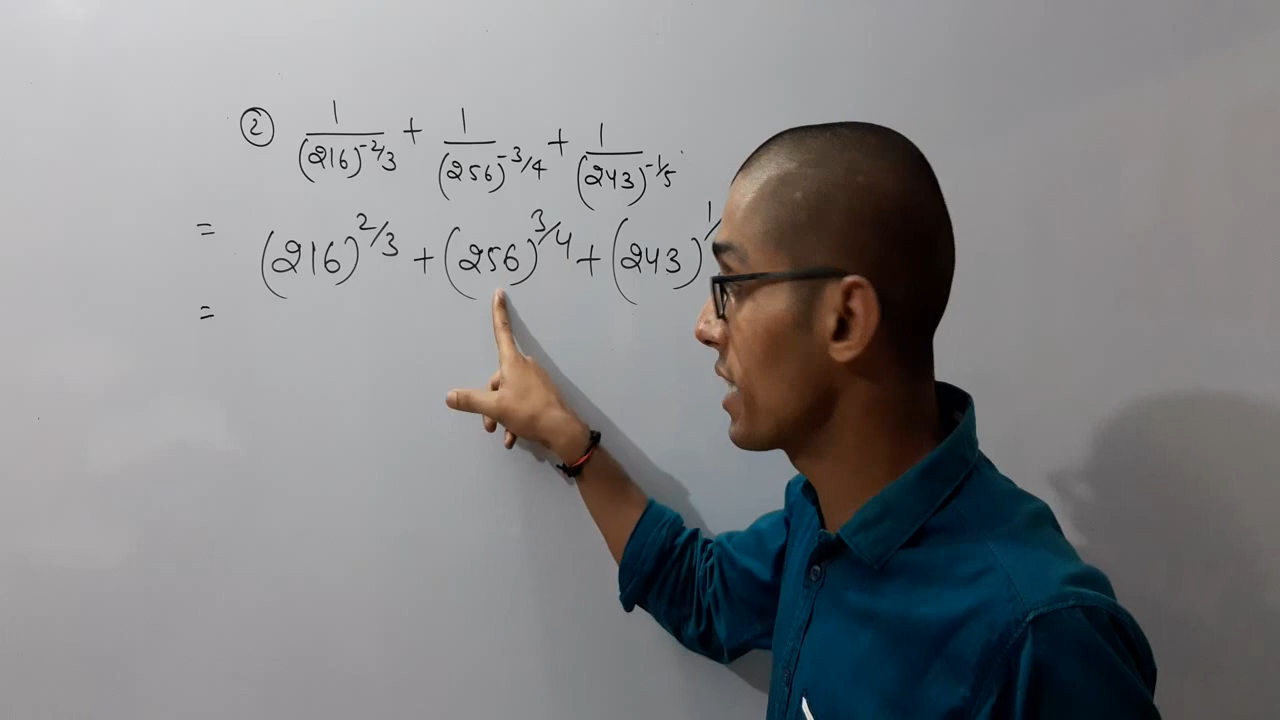 ② 1/(216)^-2/3 + 1/(256)^-3/4 + 1/(243)^-1/5
= (216)^2/3 + (256)^3/4 + (243)^1/
=